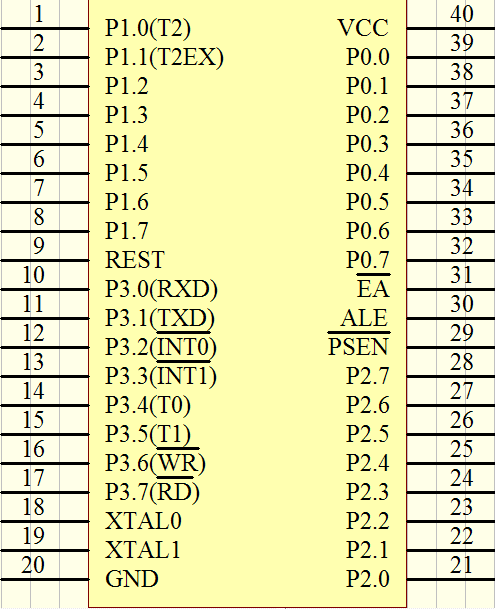 1 P1.0(T2) VCC 40
2 P1.1(T2EX) P0.0 39
3 P1.2 P0.1 38
4 P1.3 P0.2 37
5 P1.4 P0.3 36
6 P1.5 P0.4 35
7 P1.6 P0.5 34
8 P1.7 P0.6 33
9 REST P0.7 32
10 P3.0(RXD) EA 31
11 P3.1(TXD) ALE 30
12 P3.2(INT0) PSEN 29
13 P3.3(INT1) P2.7 28
14 P3.4(T0) P2.6 27
15 P3.5(T1) P2.5 26
16 P3.6(WR) P2.4 25
17 P3.7(RD) P2.3 24
18 XTAL0 P2.2 23
19 XTAL1 P2.1 22
20 GND P2.0 21